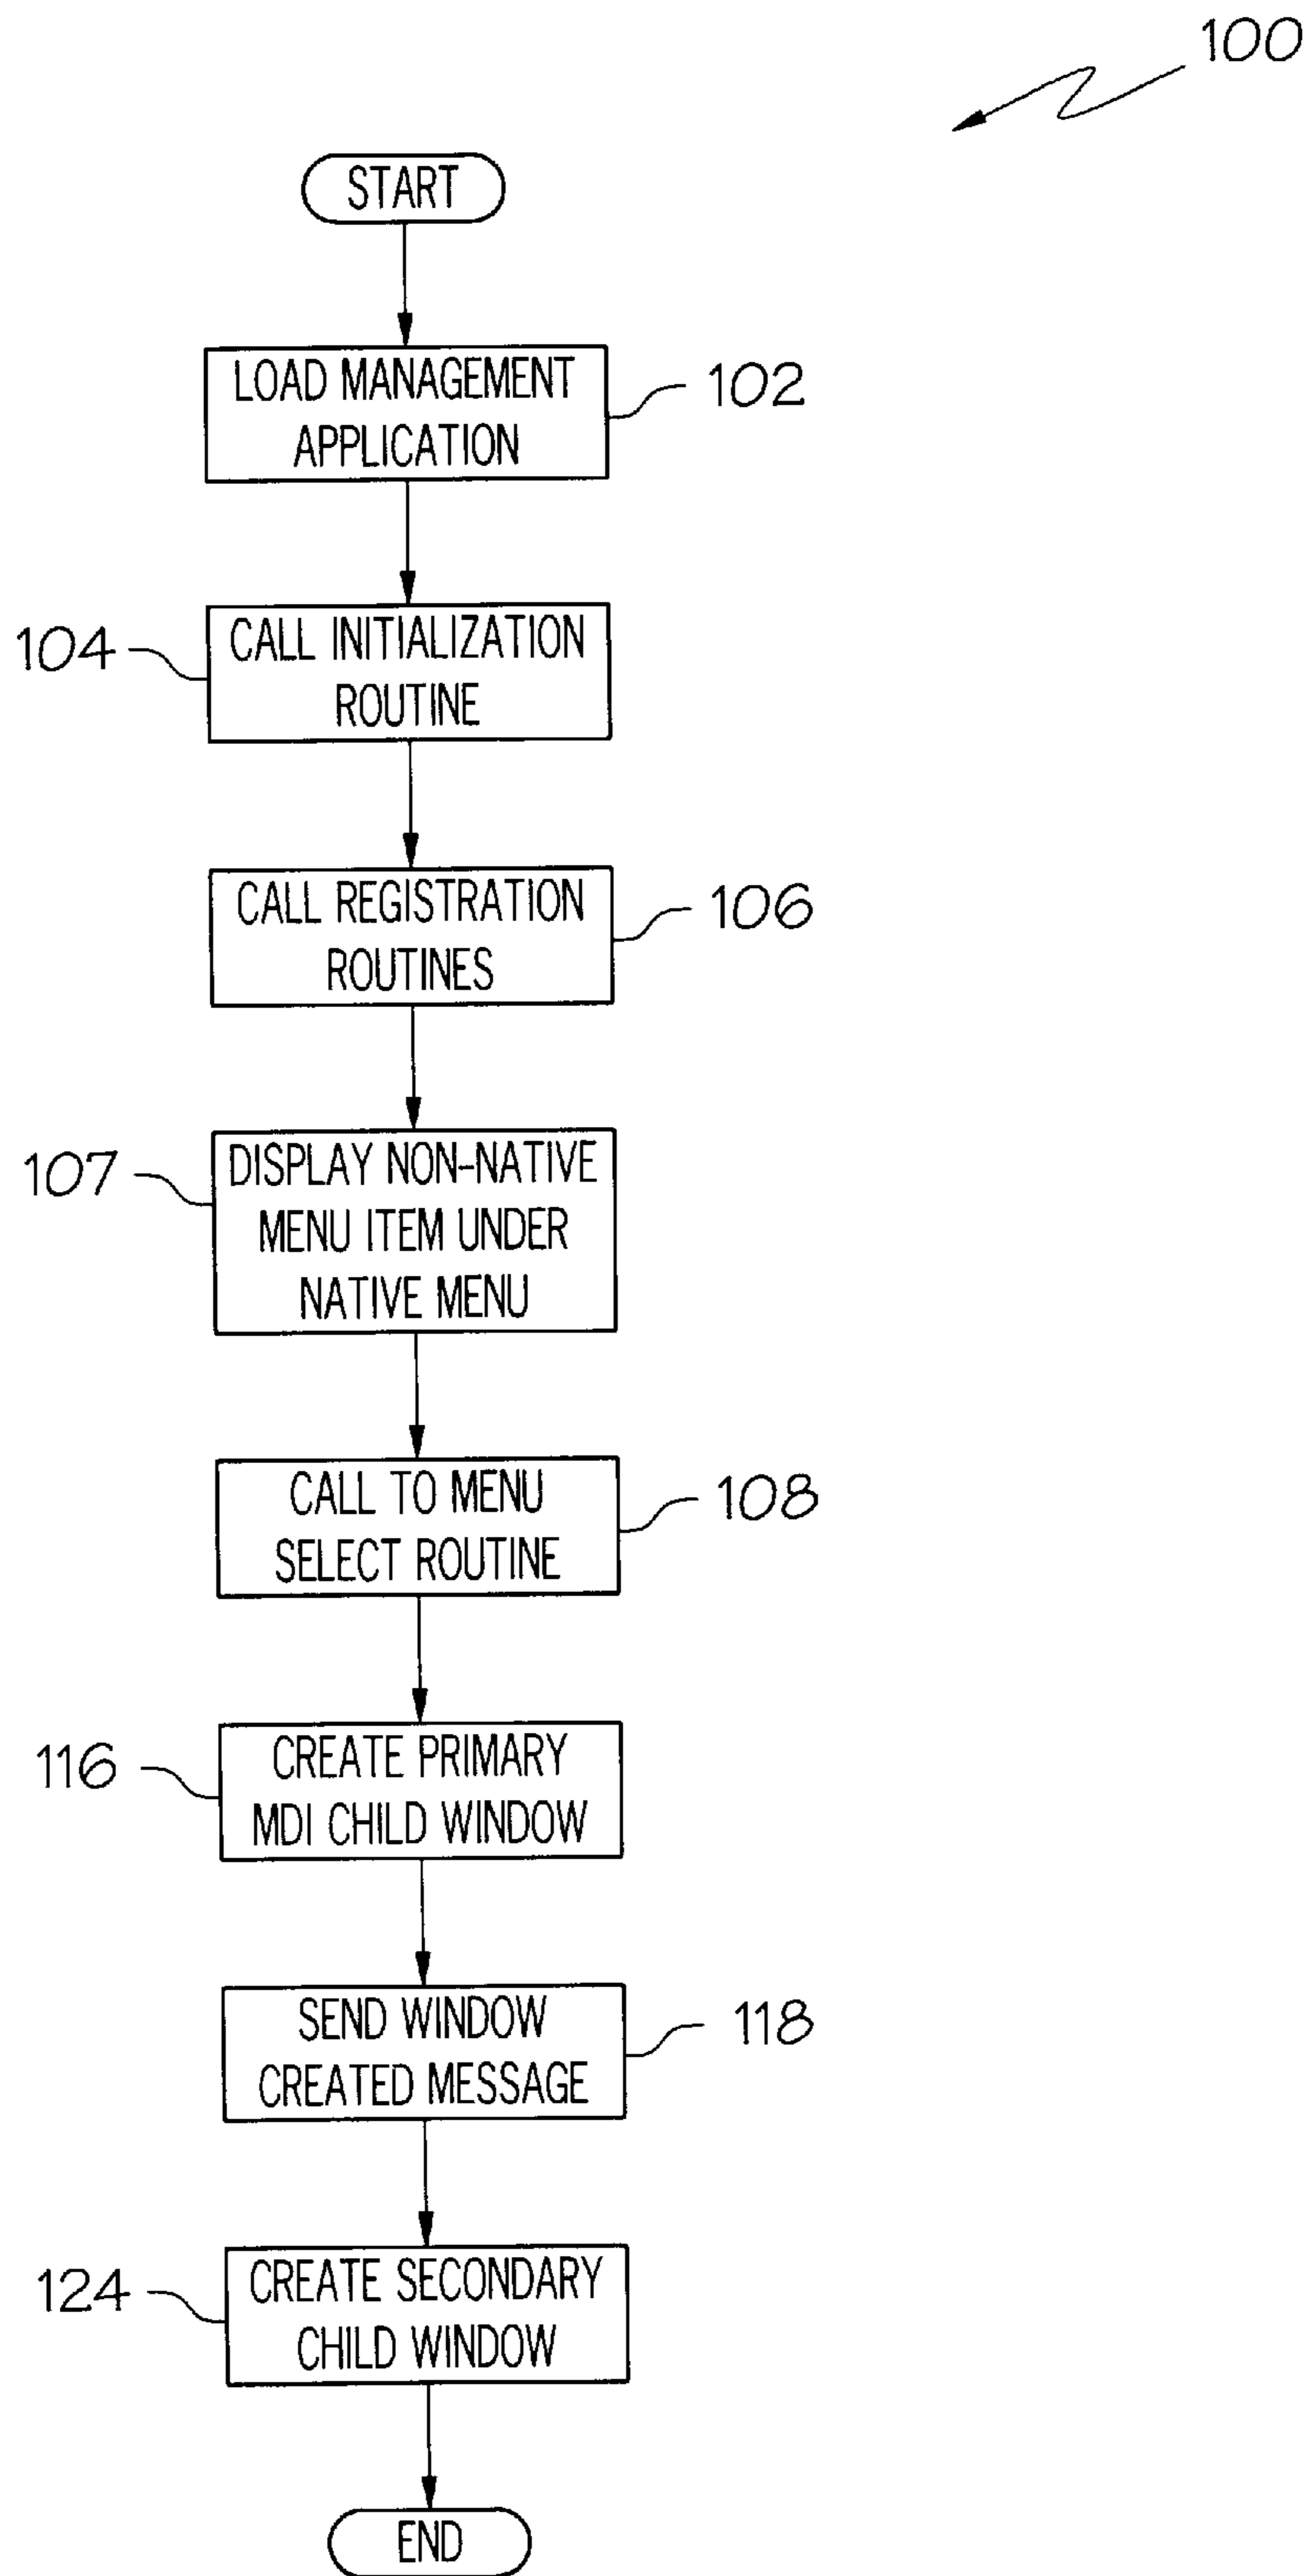 100
START
LOAD MANAGEMENT
APPLICATION
102
104
CALL INITIALIZATION
ROUTINE
CALL REGISTRATION
ROUTINES
106
107
DISPLAY NON-NATIVE
MENU ITEM UNDER
NATIVE MENU
CALL TO MENU
SELECT ROUTINE
108
116
CREATE PRIMARY
MDI CHILD WINDOW
SEND WINDOW
CREATED MESSAGE
118
124
CREATE SECONDARY
CHILD WINDOW
END